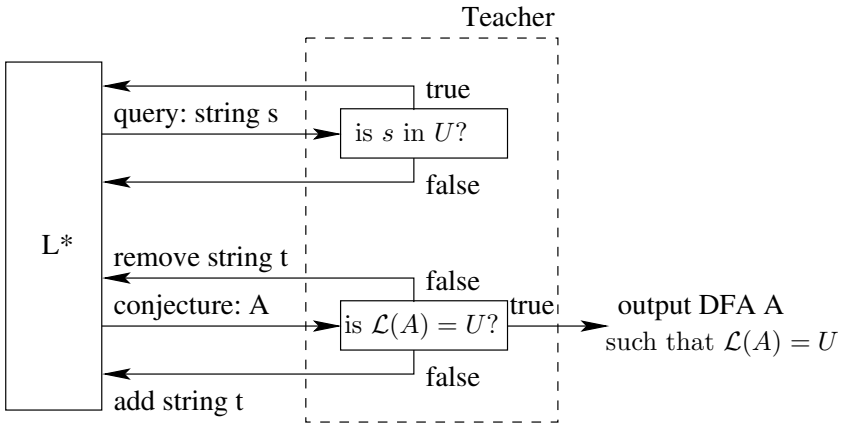 Teacher
true
query: string s
is s in U?
false
L*
remove string t
false
conjecture: A
is ℒ(A) = U?
true
output DFA A
such that ℒ(A) = U
false
add string t